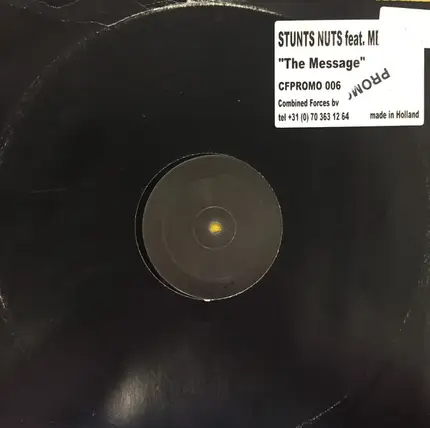 STUNTS NUTS feat.
"The Message"
CFPROMO 006
PROMO
Combined Forces bv
tel +31 (0) 70 363 12 64 made in Holland